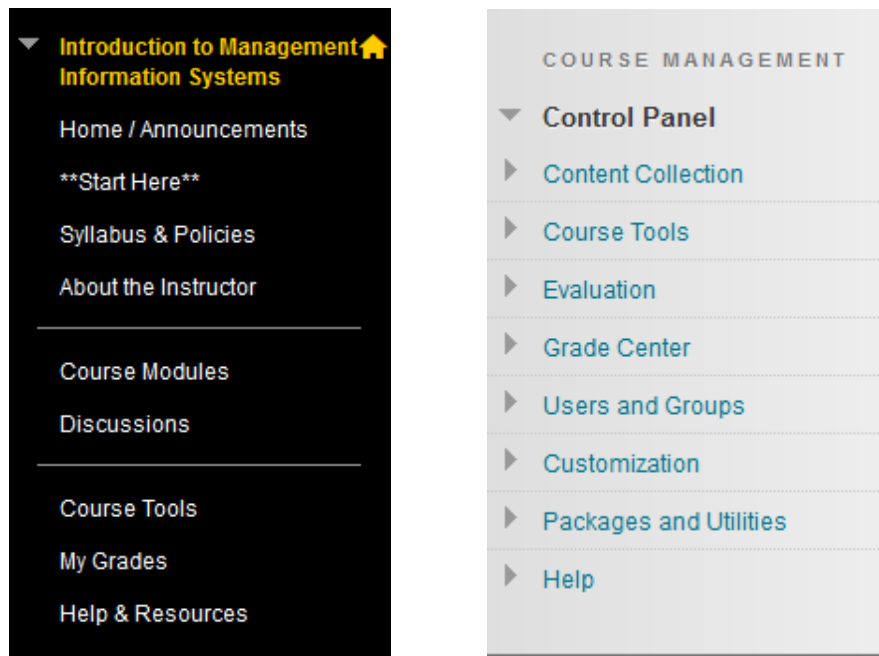 Introduction to Management
Information Systems
Home / Announcements
**Start Here**
Syllabus & Policies
About the Instructor
Course Modules
Discussions
Course Tools
My Grades
Help & Resources
COURSE MANAGEMENT
Control Panel
Content Collection
Course Tools
Evaluation
Grade Center
Users and Groups
Customization
Packages and Utilities
Help